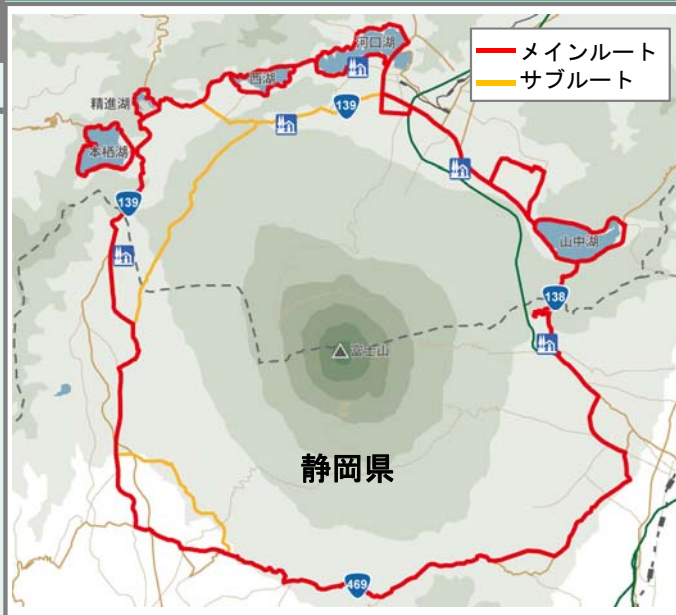 メインルート
サブルート
河口湖
西湖
精進湖
139
本栖湖
139
山中湖
138
富士山
静岡県
469